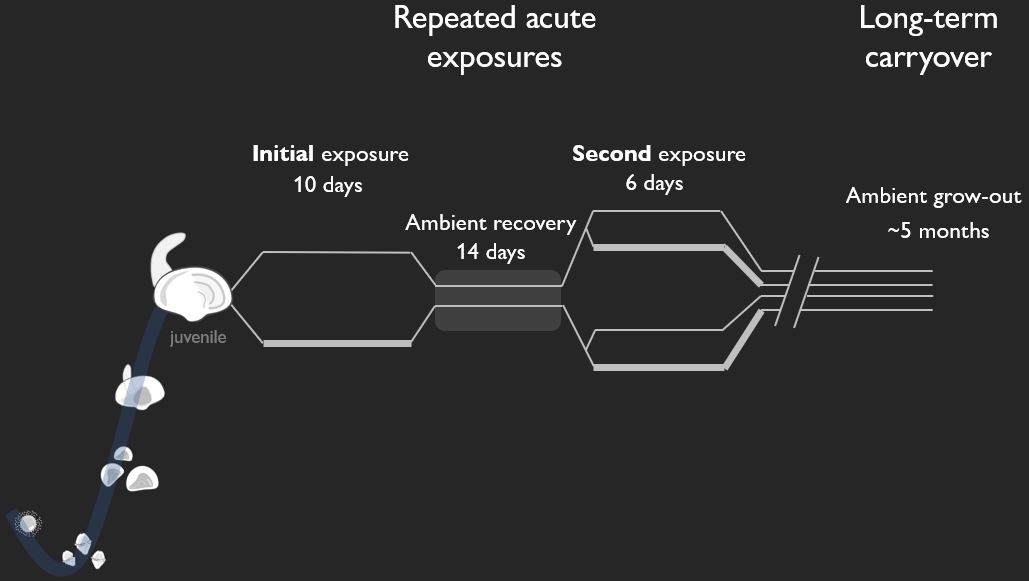 Repeated acute
exposures
Long-term
carryover
Initial exposure
10 days
Ambient recovery
14 days
Second exposure
6 days
Ambient grow-out
~5 months
juvenile